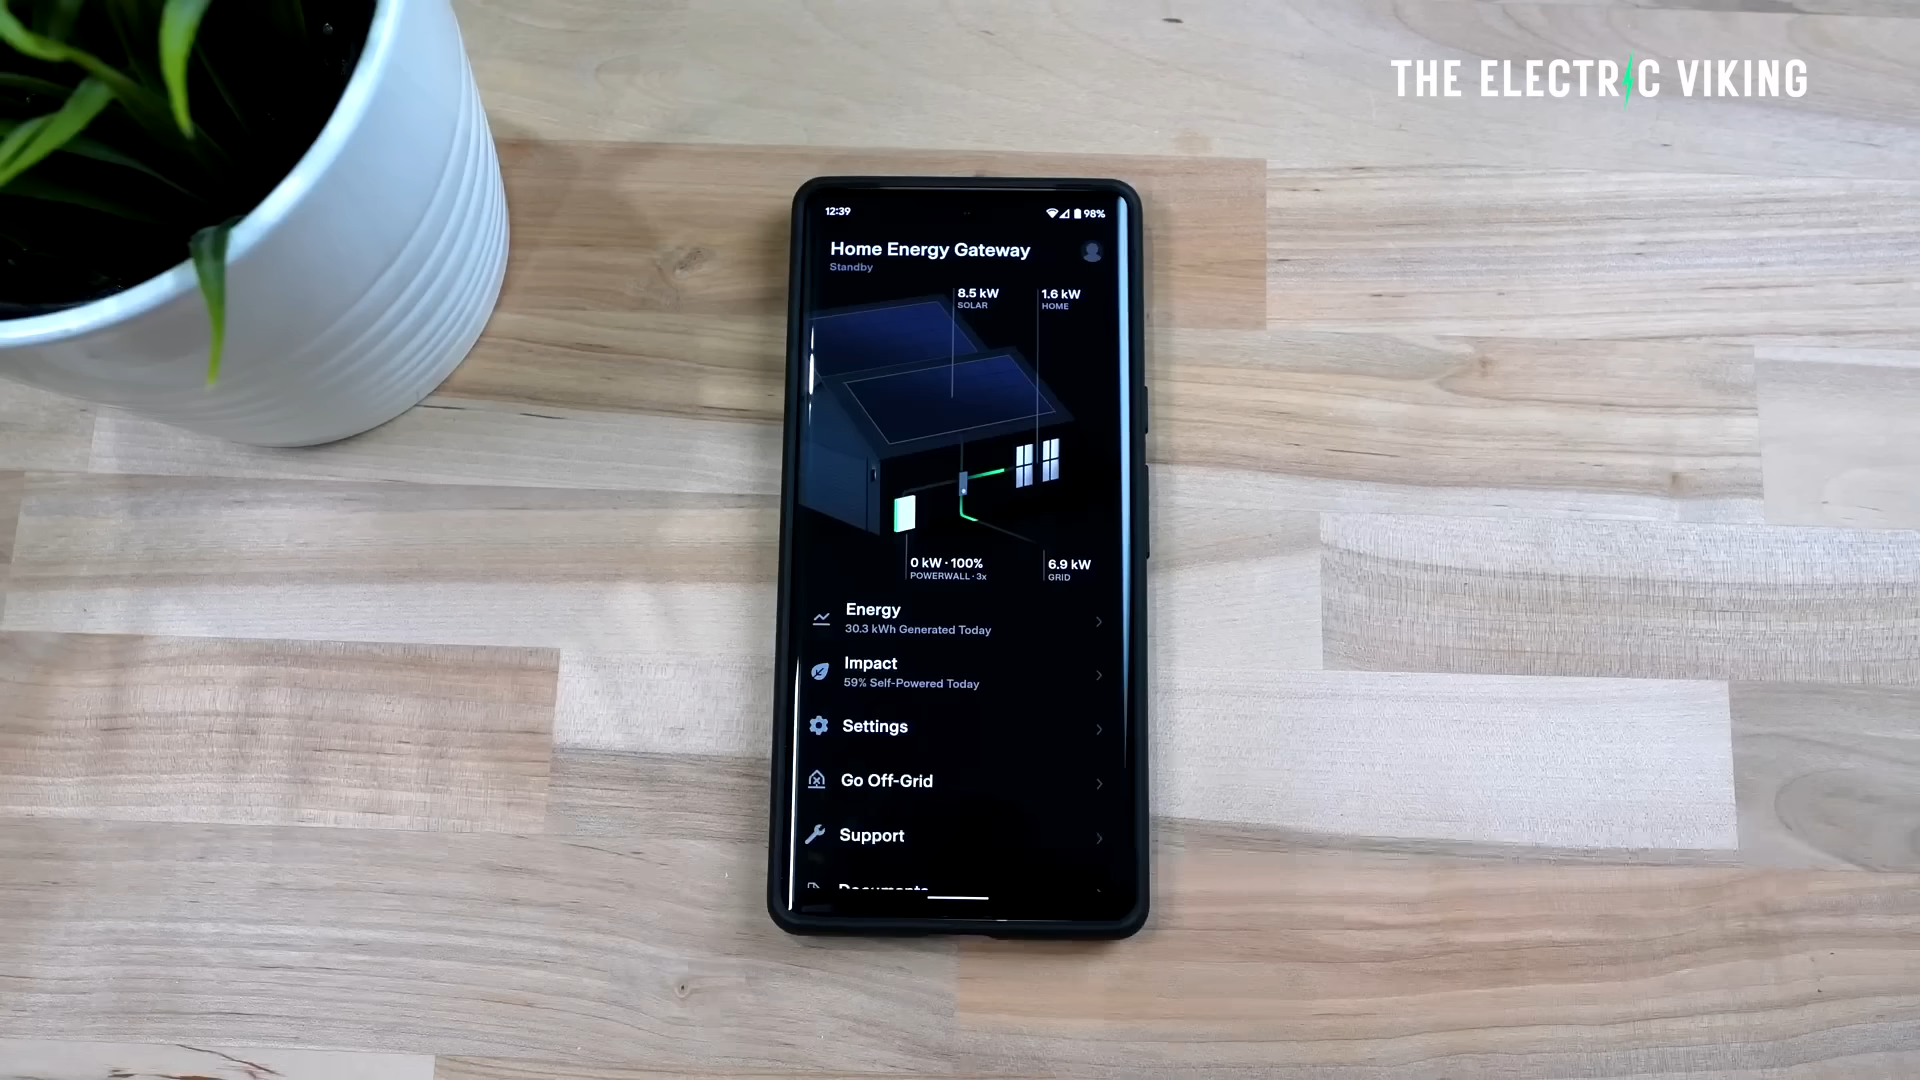 THE ELECTRIC VIKING
12:39
98%
Home Energy Gateway
Standby
8.5 kW
SOLAR
1.6 kW
HOME
0 kW · 100%
POWERWALL · 3x
6.9 kW
GRID
Energy
30.3 kWh Generated Today
Impact
59% Self-Powered Today
Settings
Go Off-Grid
Support
Documents